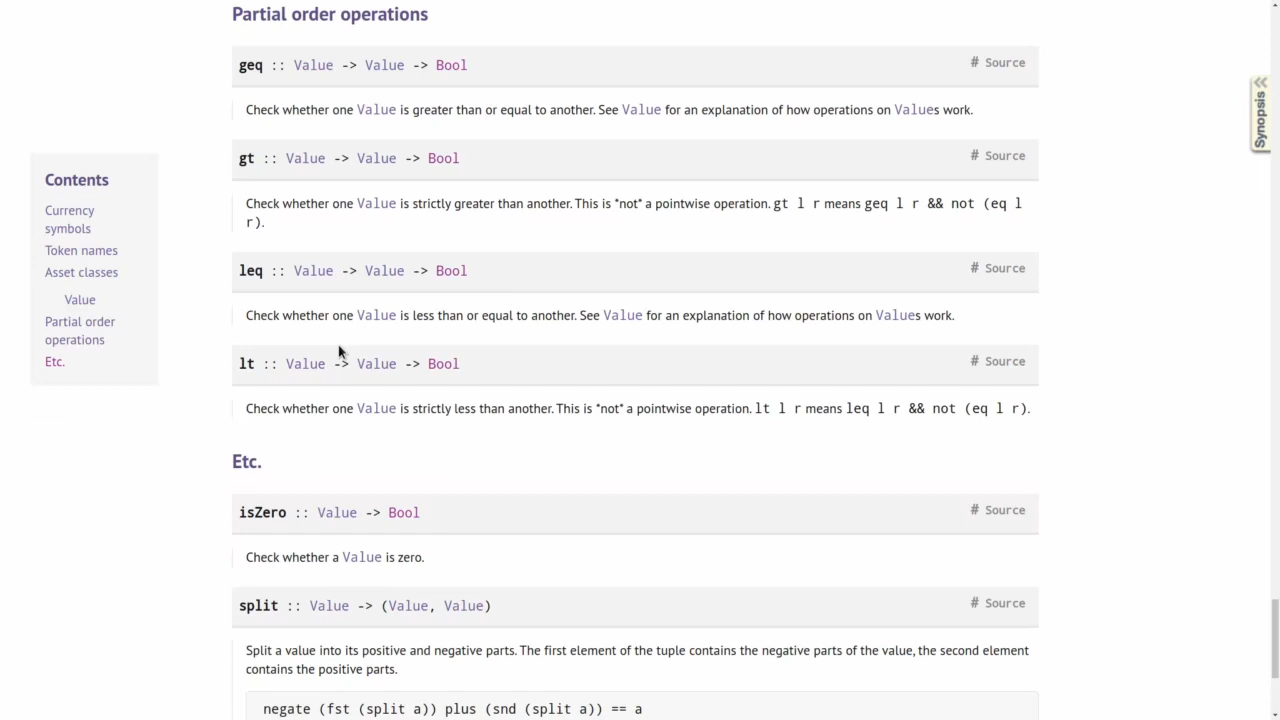 Partial order operations
geq :: Value -> Value -> Bool
# Source
Check whether one Value is greater than or equal to another. See Value for an explanation of how operations on Values work.
gt :: Value -> Value -> Bool
# Source
Check whether one Value is strictly greater than another. This is *not* a pointwise operation. gt l r means geq l r && not (eq l
r).
leq :: Value -> Value -> Bool
# Source
Check whether one Value is less than or equal to another. See Value for an explanation of how operations on Values work.
lt :: Value -> Value -> Bool
# Source
Check whether one Value is strictly less than another. This is *not* a pointwise operation. lt l r means leq l r && not (eq l r).
Etc.
isZero :: Value -> Bool
# Source
Check whether a Value is zero.
split :: Value -> (Value, Value)
# Source
Split a value into its positive and negative parts. The first element of the tuple contains the negative parts of the value, the second element
contains the positive parts.
negate (fst (split a)) plus (snd (split a)) == a
Contents
Currency
symbols
Token names
Asset classes
Value
Partial order
operations
Etc.
Synopsis